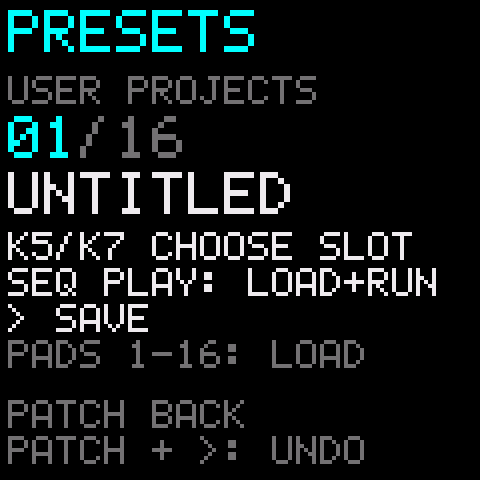 PRESETS
USER PROJECTS
01/16
UNTITLED
K5/K7 CHOOSE SLOT
SEQ PLAY: LOAD+RUN
> SAVE
PADS 1-16: LOAD
PATCH BACK
PATCH + >: UNDO